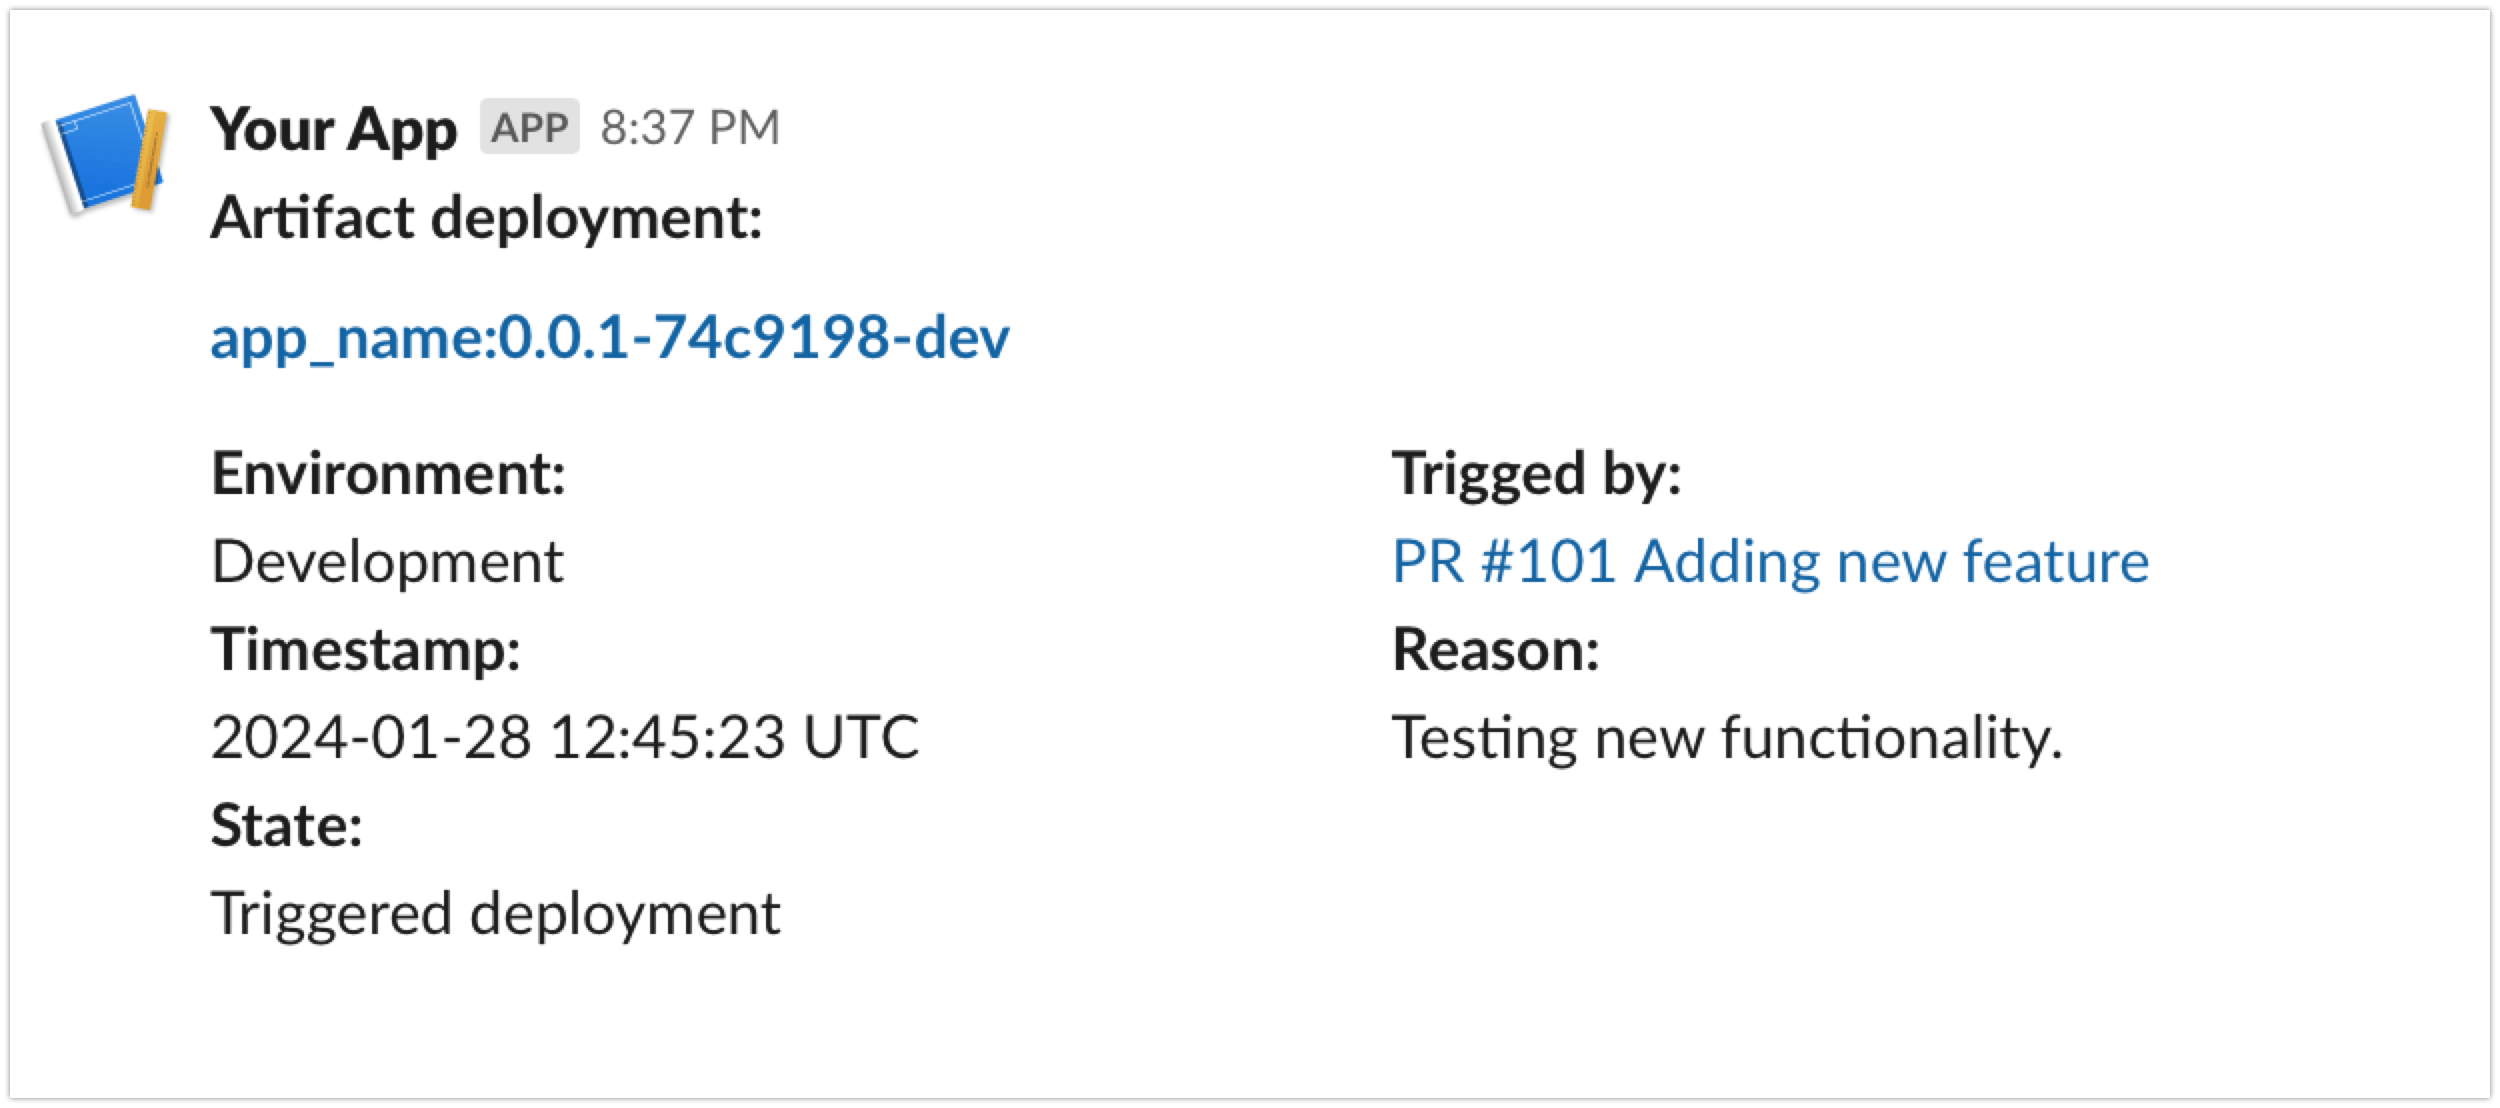 Your App APP 8:37 PM
Artifact deployment:
app_name:0.0.1-74c9198-dev
Environment:
Development
Timestamp:
2024-01-28 12:45:23 UTC
State:
Triggered deployment
Trigged by:
PR #101 Adding new feature
Reason:
Testing new functionality.